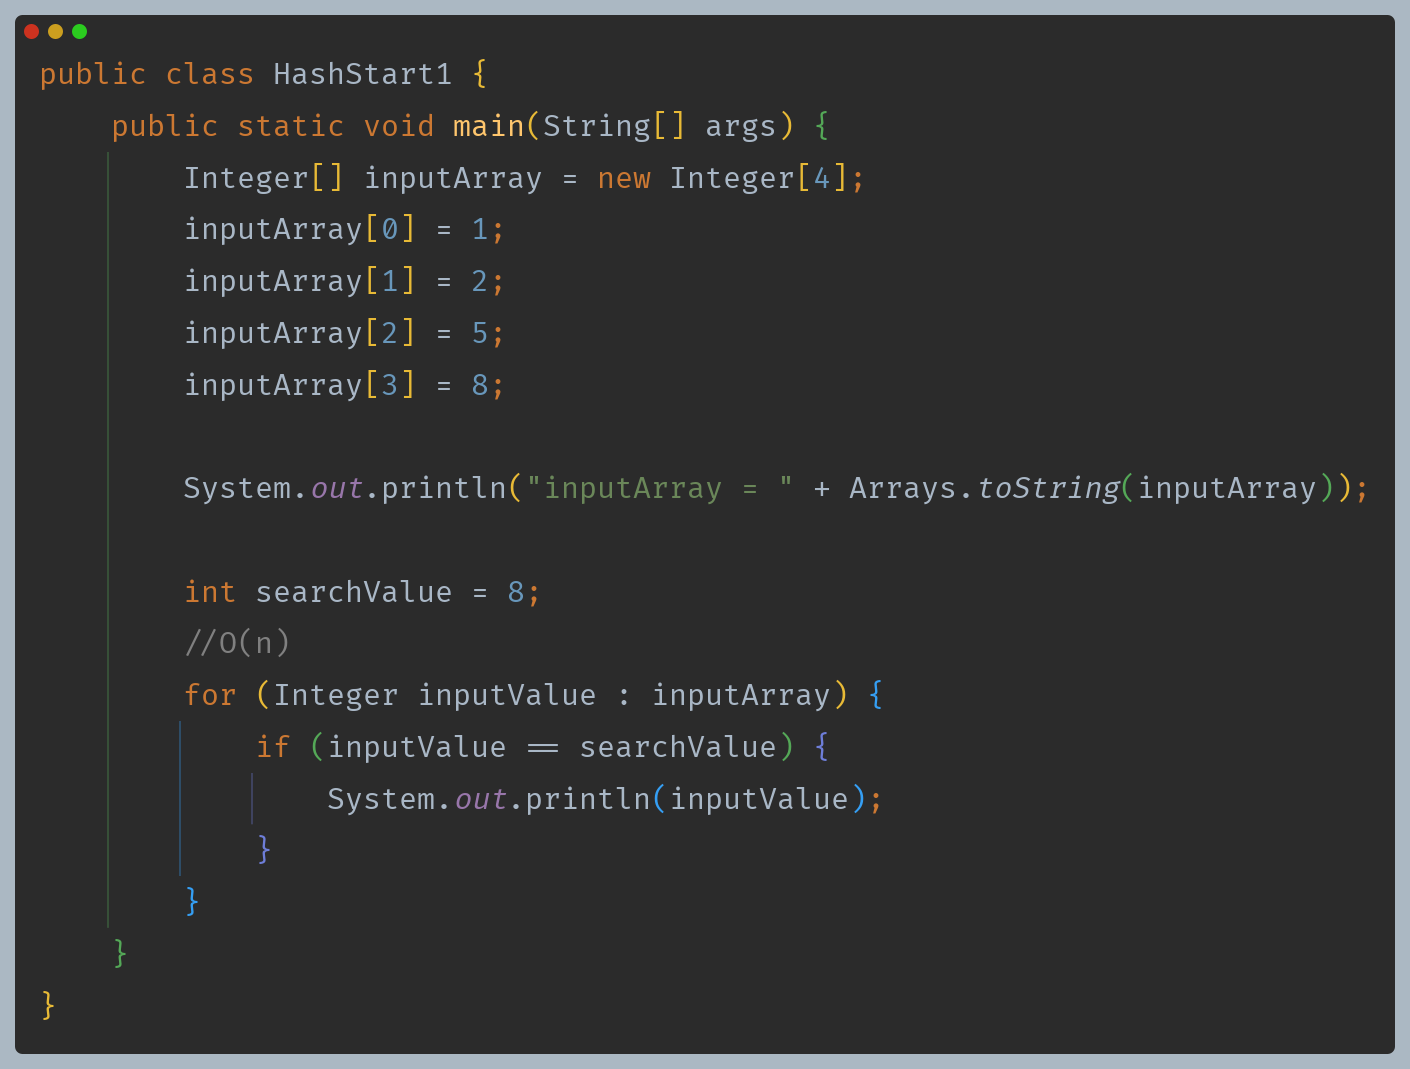 public class HashStart1 {
    public static void main(String[] args) {
        Integer[] inputArray = new Integer[4];
        inputArray[0] = 1;
        inputArray[1] = 2;
        inputArray[2] = 5;
        inputArray[3] = 8;

        System.out.println("inputArray = " + Arrays.toString(inputArray));

        int searchValue = 8;
        //O(n)
        for (Integer inputValue : inputArray) {
            if (inputValue == searchValue) {
                System.out.println(inputValue);
            }
        }
    }
}